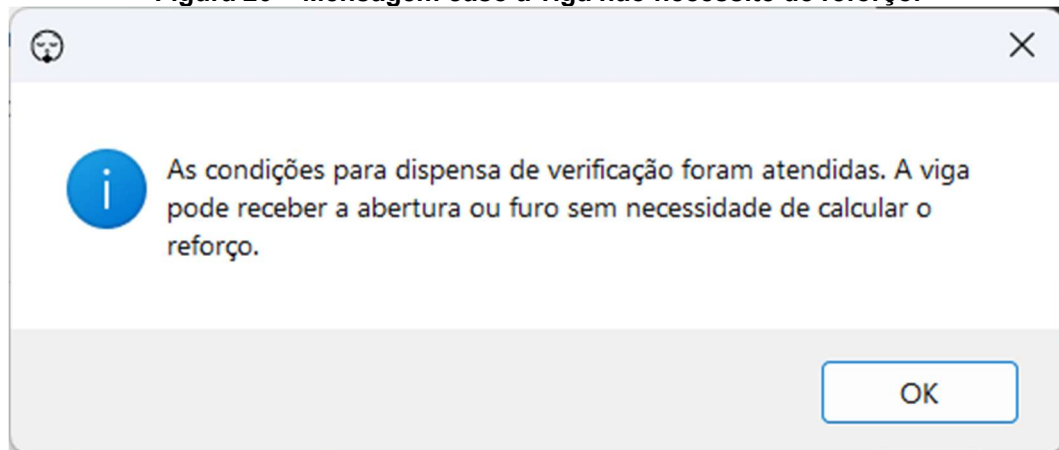 As condições para dispensa de verificação foram atendidas. A viga
pode receber a abertura ou furo sem necessidade de calcular o
reforço.
OK